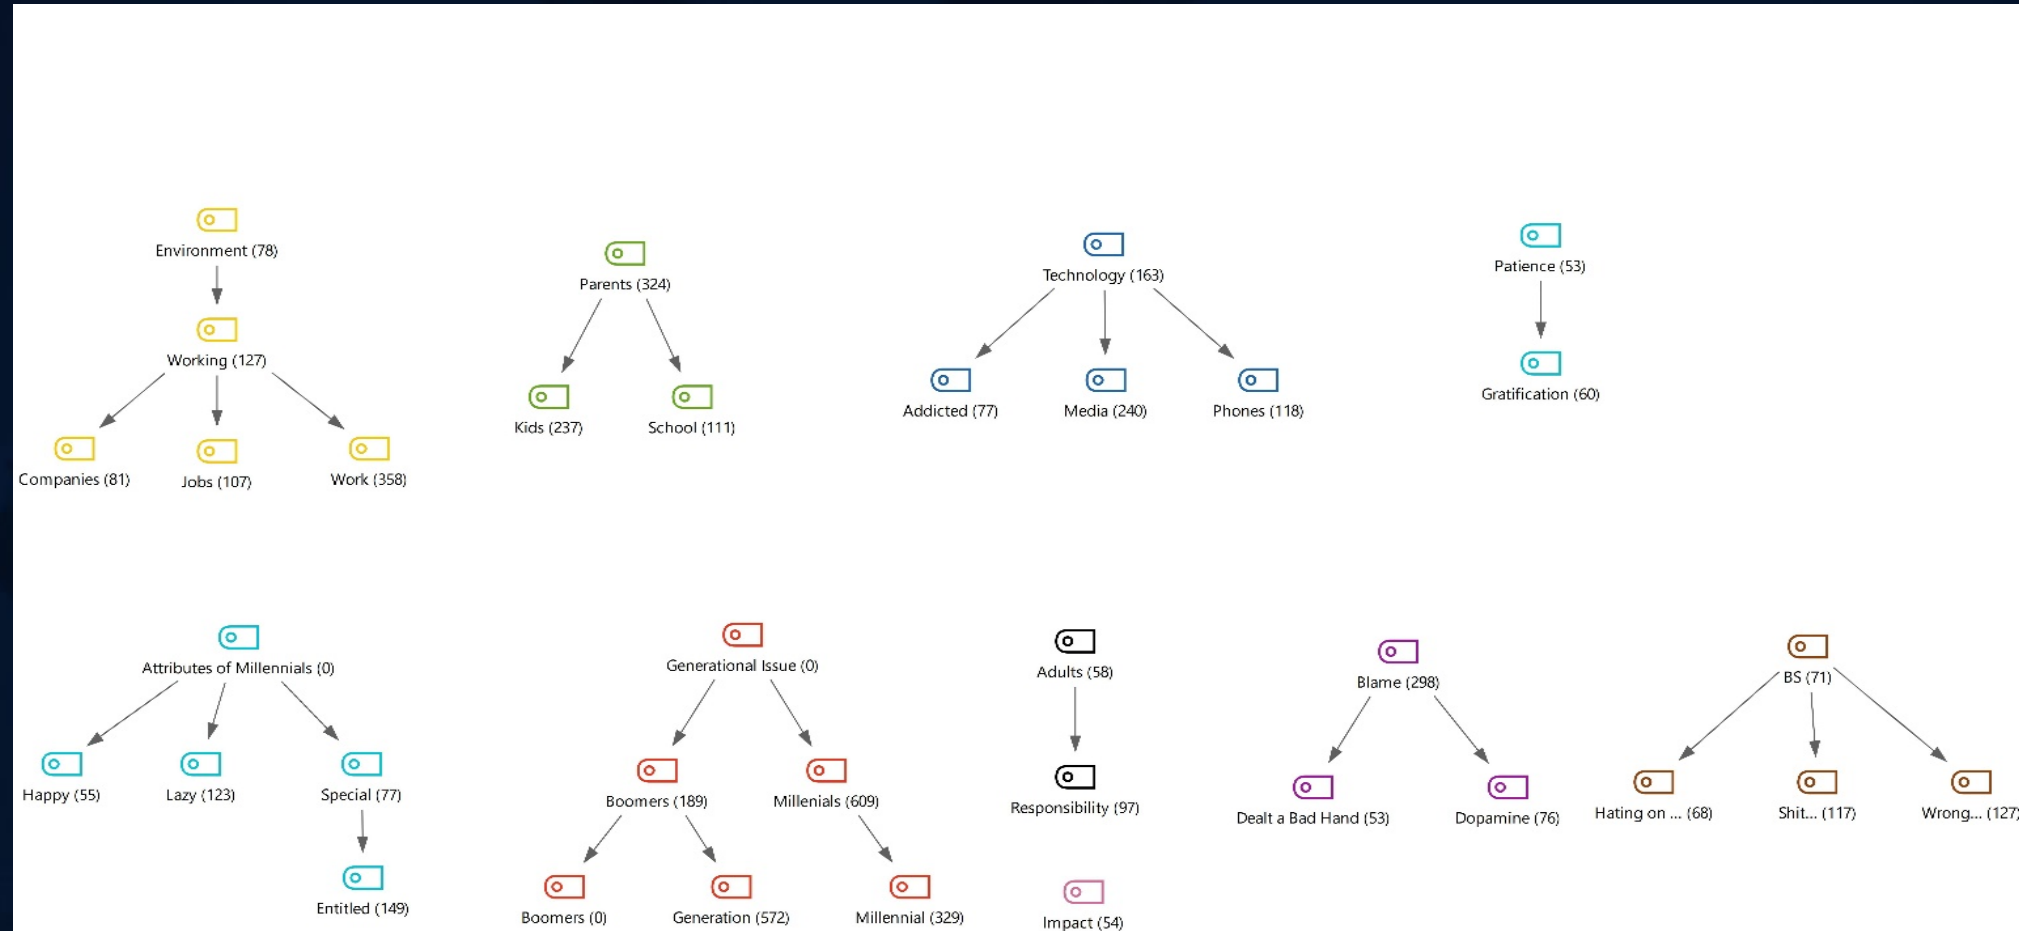 Environment (78)
Parents (324)
Technology (163)
Patience (53)
Working (127)
Kids (237)
School (111)
Addicted (77)
Media (240)
Phones (118)
Gratification (60)
Companies (81)
Jobs (107)
Work (358)
Attributes of Millennials (0)
Generational Issue (0)
Adults (58)
Blame (298)
BS (71)
Happy (55)
Lazy (123)
Special (77)
Boomers (189)
Millenials (609)
Responsibility (97)
Dealt a Bad Hand (53)
Dopamine (76)
Hating on ... (68)
Shit... (117)
Wrong... (127)
Entitled (149)
Boomers (0)
Generation (572)
Millennial (329)
Impact (54)